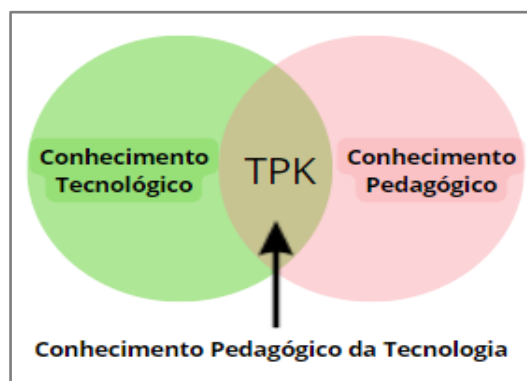 Conhecimento
Tecnológico
TPK
Conhecimento
Pedagógico
Conhecimento Pedagógico da Tecnologia